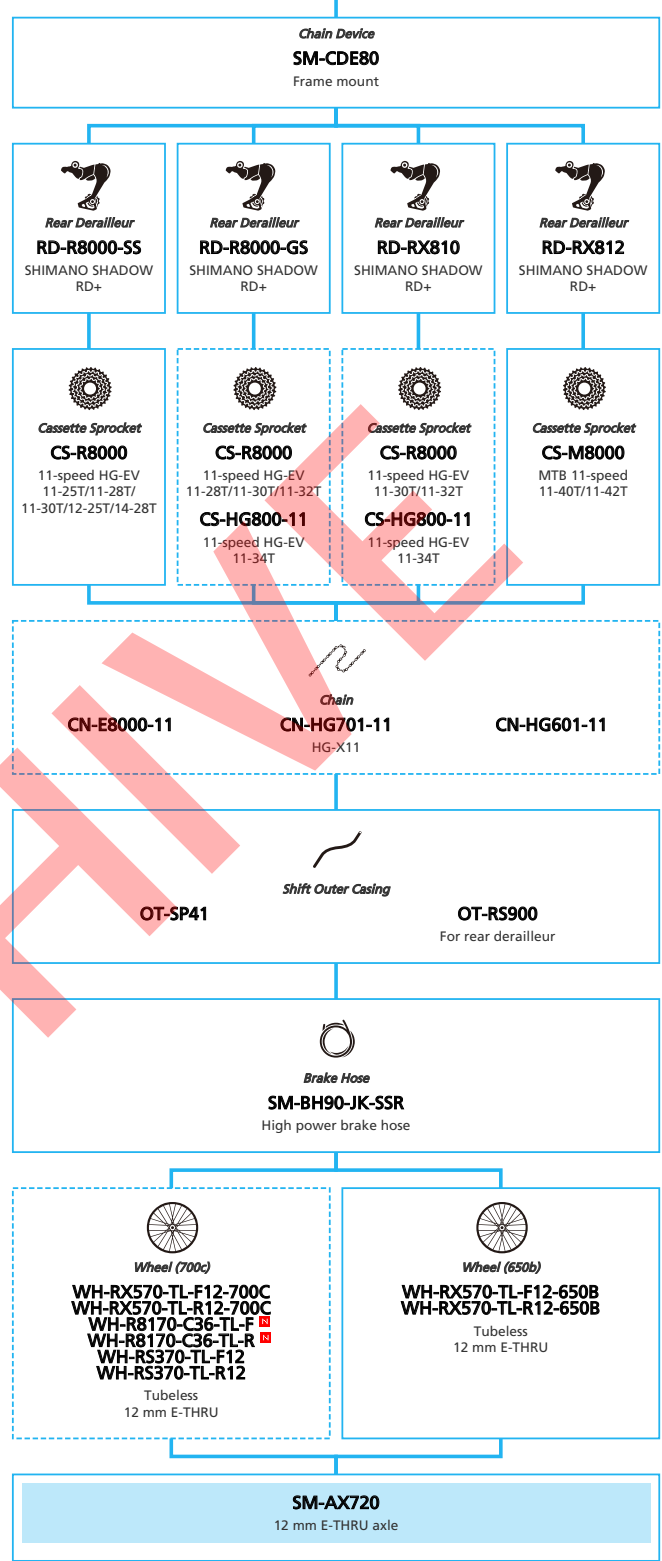 Chain Device
SM-CDE80
Frame mount
Rear Derailleur
RD-R8000-SS
SHIMANO SHADOW
RD+
Rear Derailleur
RD-R8000-GS
SHIMANO SHADOW
RD+
Rear Derailleur
RD-RX810
SHIMANO SHADOW
RD+
Rear Derailleur
RD-RX812
SHIMANO SHADOW
RD+
Cassette Sprocket
CS-R8000
11-speed HG-EV
11-25T/11-28T/
11-30T/12-25T/14-28T
Cassette Sprocket
CS-R8000
11-speed HG-EV
11-28T/11-30T/11-32T
CS-HG800-11
11-speed HG-EV
11-34T
Cassette Sprocket
CS-R8000
11-speed HG-EV
11-30T/11-32T
CS-HG800-11
11-speed HG-EV
11-34T
Cassette Sprocket
CS-M8000
MTB 11-speed
11-40T/11-42T
Chain
CN-E8000-11
CN-HG701-11
HG-X11
CN-HG601-11
Shift Outer Casing
OT-SP41
OT-RS900
For rear derailleur
Brake Hose
SM-BH90-JK-SSR
High power brake hose
Wheel (700c)
WH-RX570-TL-F12-700C
WH-RX570-TL-R12-700C
WH-R8170-C36-TL-F N
WH-R8170-C36-TL-R N
WH-RS370-TL-F12
WH-RS370-TL-R12
Tubeless
12 mm E-THRU
Wheel (650b)
WH-RX570-TL-F12-650B
WH-RX570-TL-R12-650B
Tubeless
12 mm E-THRU
SM-AX720
12 mm E-THRU axle
HIVE